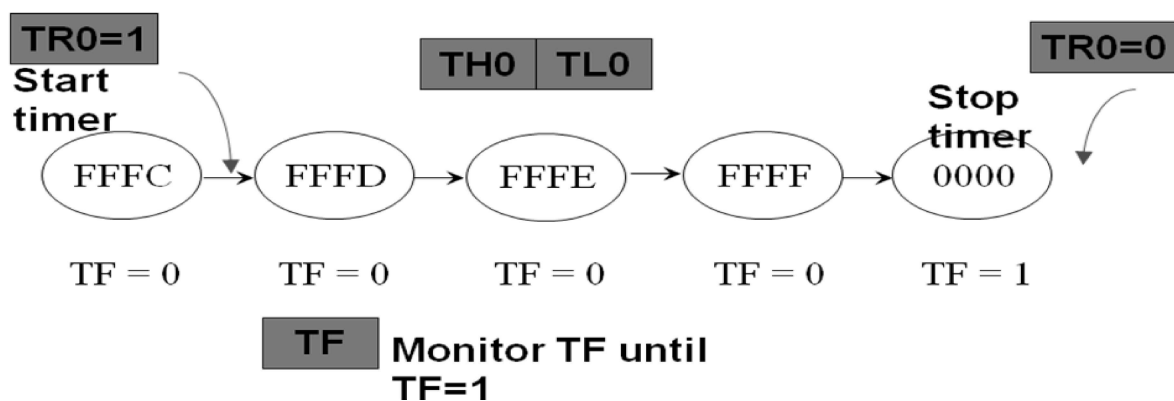 TR0=1
Start
timer
TH0 TL0
TR0=0
Stop
timer
FFFC FFFD FFFE FFFF 0000
TF = 0 TF = 0 TF = 0 TF = 0 TF = 1
TF
Monitor TF until
TF=1